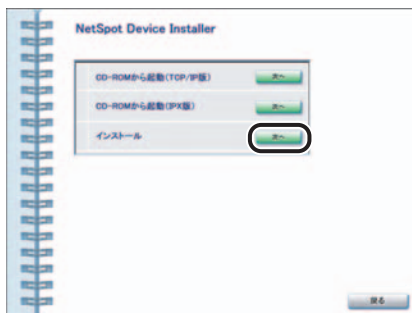 NetSpot Device Installer
CD-ROMから起動(TCP/IP版) 次へ
CD-ROMから起動(IPX版) 次へ
インストール 次へ
戻る